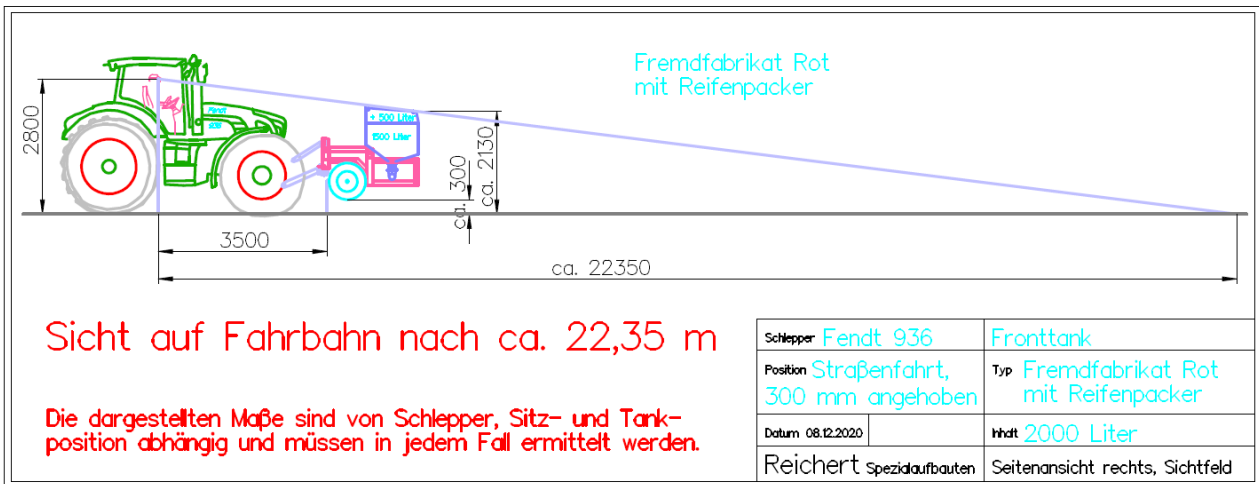 Fremdfabrikat Rot
mit Reifenpacker
Fendt
936
+ 500 Liter
1500 Liter
2800
ca. 2130
ca. 300
3500
ca. 22350
Sicht auf Fahrbahn nach ca. 22,35 m
Die dargestellten Maße sind von Schlepper, Sitz- und Tank-
position abhängig und müssen in jedem Fall ermittelt werden.
Schlepper Fendt 936
Fronttank
Position Straßenfahrt,
300 mm angehoben
Typ Fremdfabrikat Rot
mit Reifenpacker
Datum 08.12.2020
Inhalt 2000 Liter
Reichert Spezialaufbauten
Seitenansicht rechts, Sichtfeld